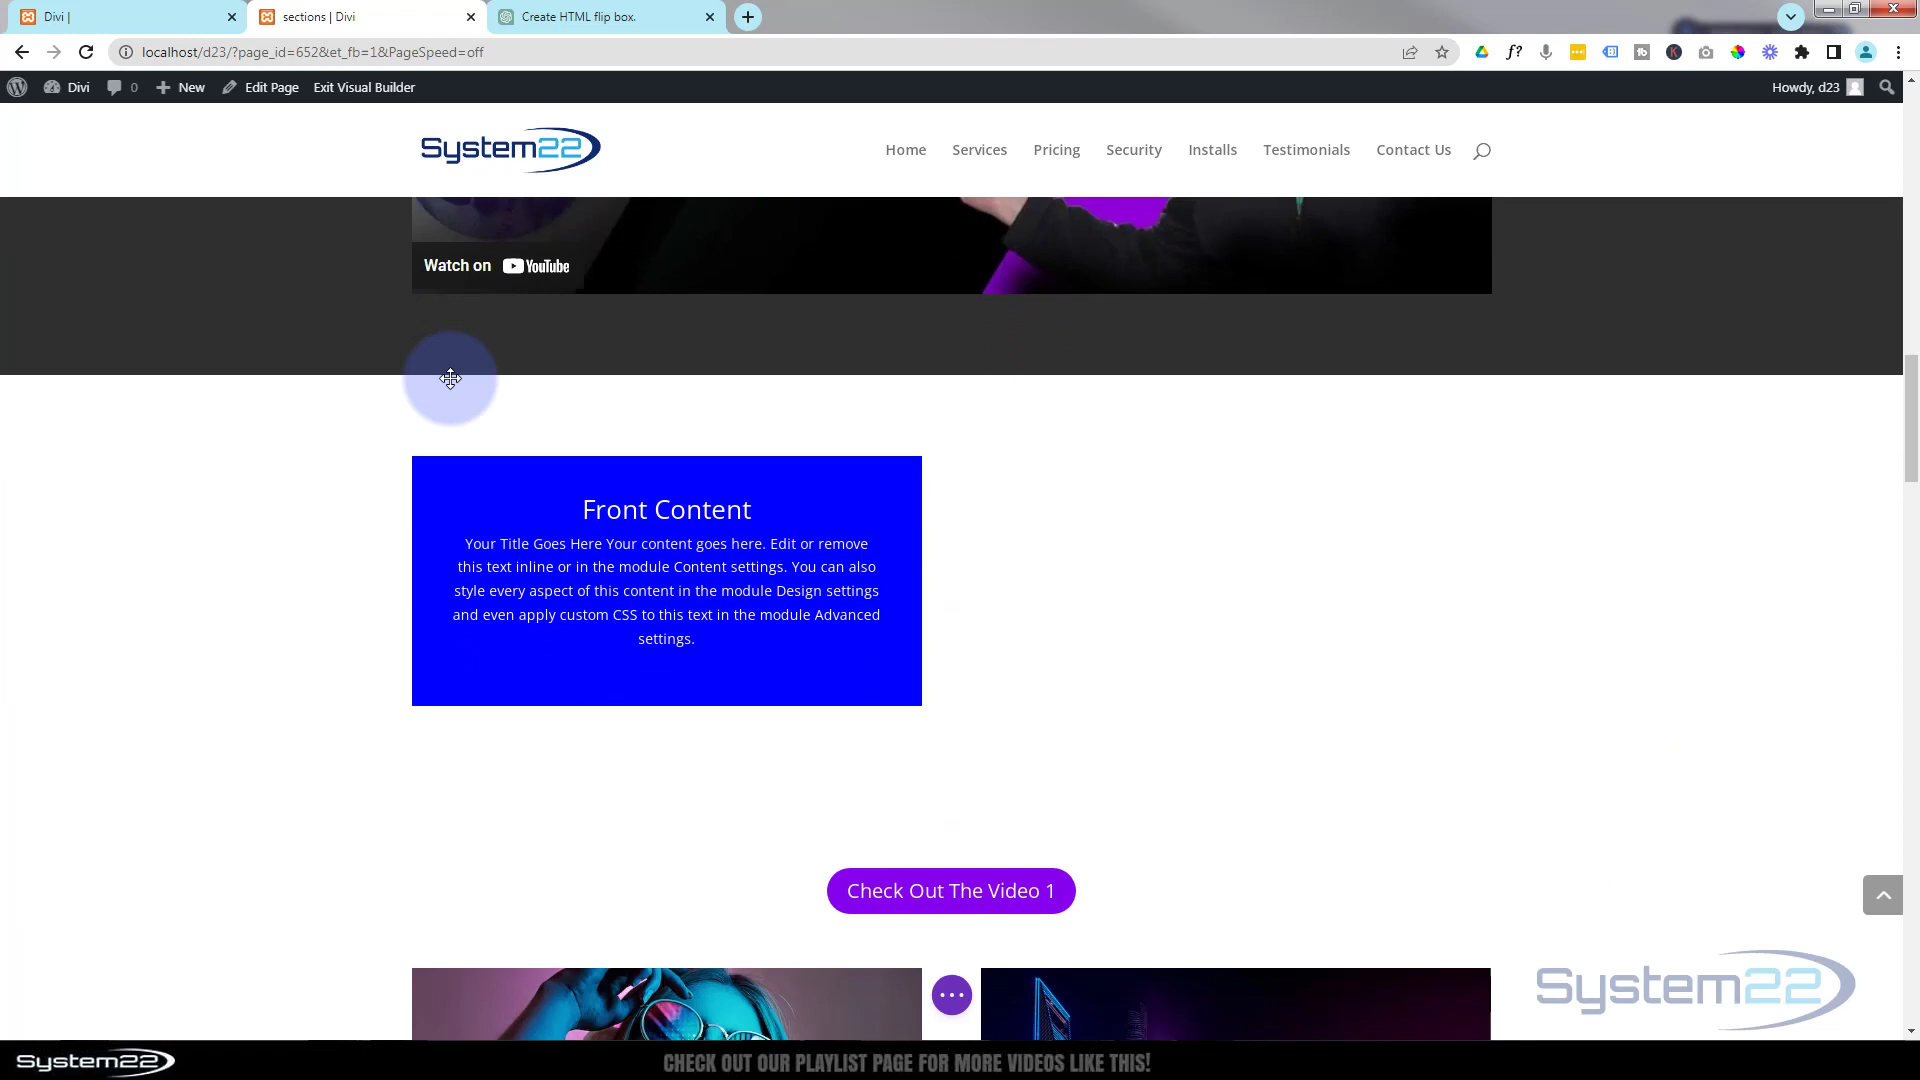 Divi |
sections | Divi
Create HTML flip box.
localhost/d23/?page_id=652&et_fb=1&PageSpeed=off
Divi
0
New
Edit Page
Exit Visual Builder
Howdy, d23
System22
Home
Services
Pricing
Security
Installs
Testimonials
Contact Us
Watch on YouTube
Front Content
Your Title Goes Here Your content goes here. Edit or remove
this text inline or in the module Content settings. You can also
style every aspect of this content in the module Design settings
and even apply custom CSS to this text in the module Advanced
settings.
Check Out The Video 1
System22
System22
CHECK OUT OUR PLAYLIST PAGE FOR MORE VIDEOS LIKE THIS!